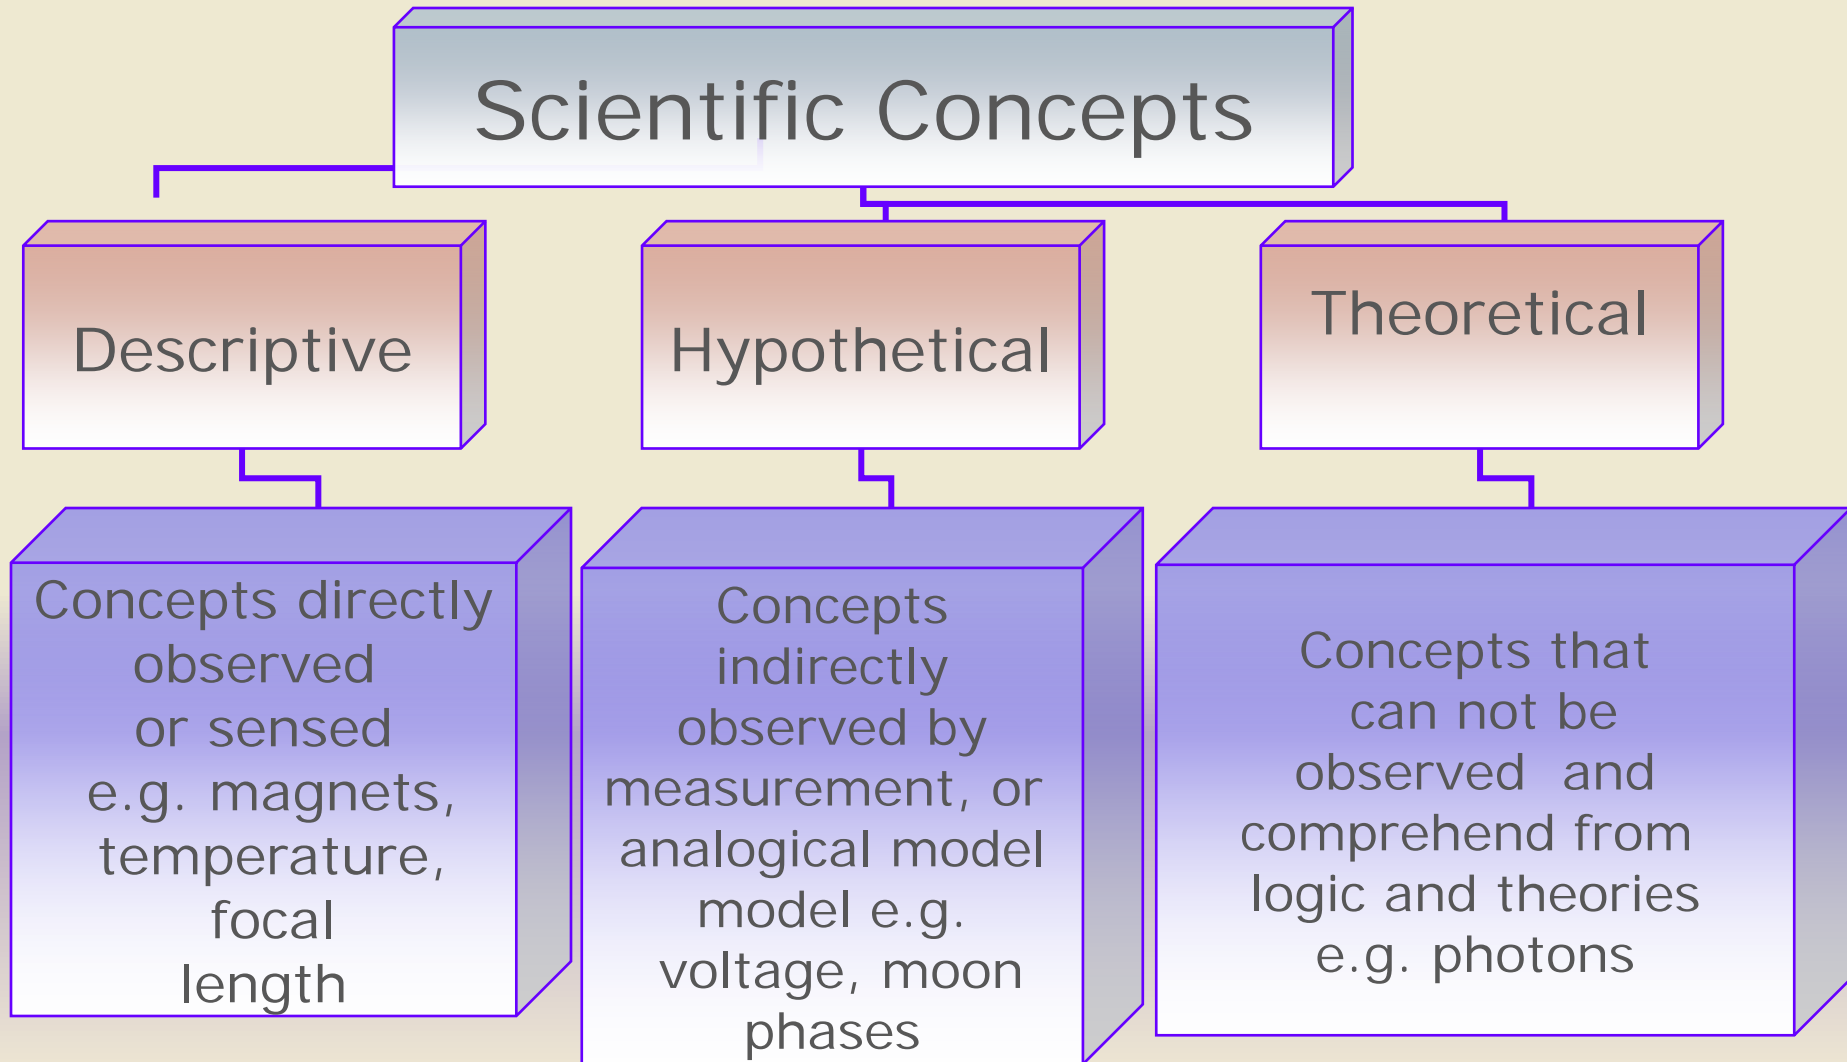 Scientific Concepts
Descriptive
Hypothetical
Theoretical
Concepts directly
observed
or sensed
e.g. magnets,
temperature,
focal
length
Concepts
indirectly
observed by
measurement, or
analogical model
model e.g.
voltage, moon
phases
Concepts that
can not be
observed and
comprehend from
logic and theories
e.g. photons